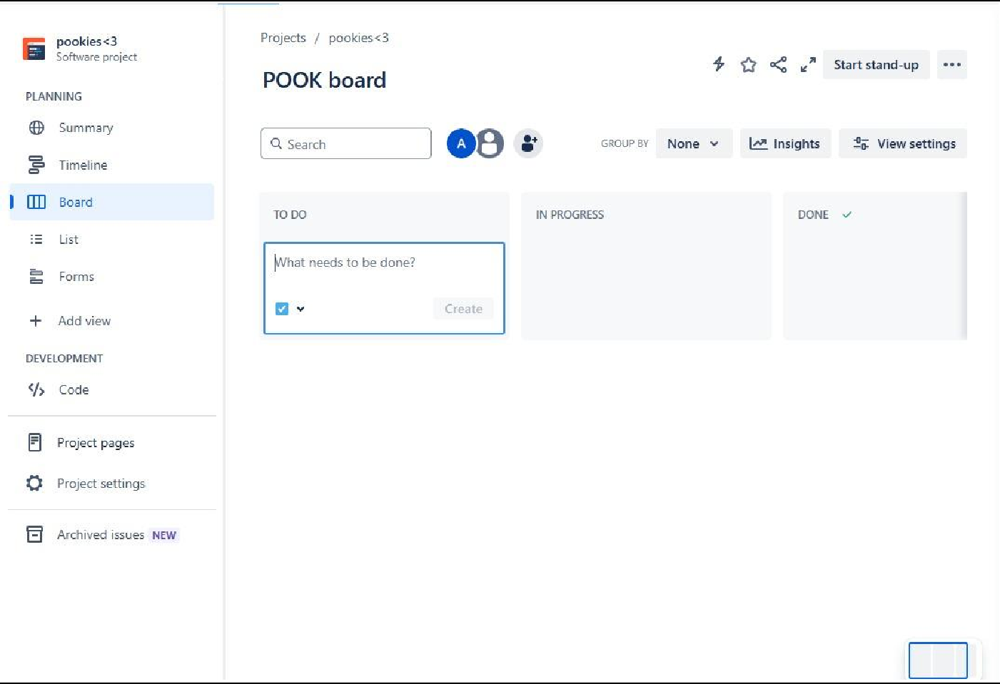 pookies<3
Software project
PLANNING
Summary
Timeline
Board
List
Forms
Add view
DEVELOPMENT
Code
Project pages
Project settings
Archived issues NEW
Projects / pookies<3
POOK board
Start stand-up
Search
A
GROUP BY None Insights View settings
TO DO
What needs to be done?
Create
IN PROGRESS
DONE